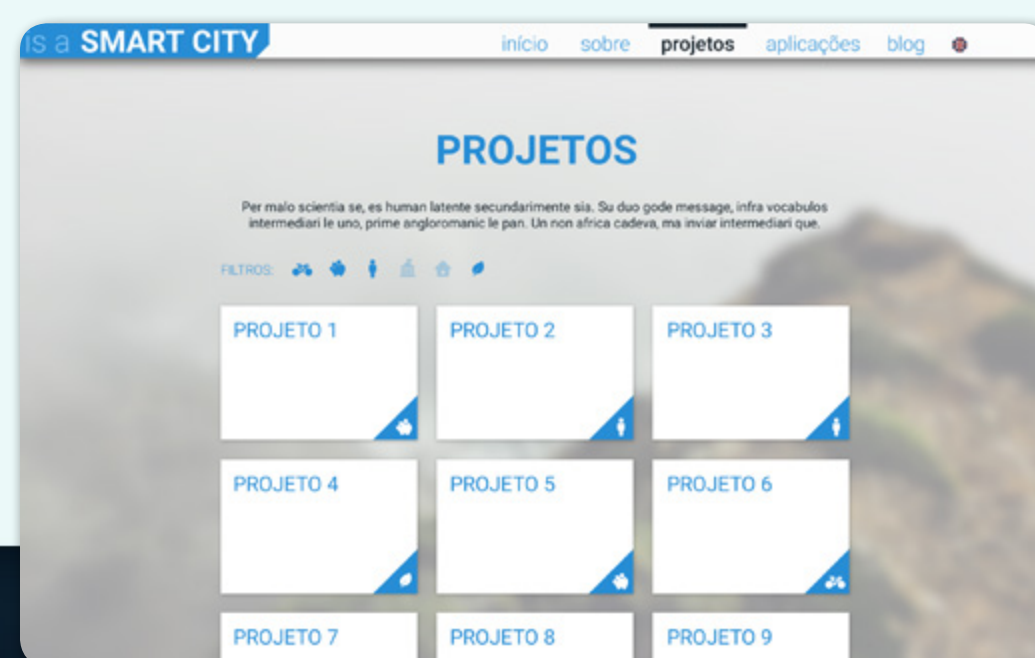 is a SMART CITY
início sobre projetos aplicações blog
PROJETOS
Per malo scientia se, es human latente secundarimente sia. Su duo gode message, infra vocabulos
intermediari le uno, prime angloromanic le pan. Un non africa cadeva, ma inviar intermediari que.
FILTROS:
PROJETO 1
PROJETO 2
PROJETO 3
PROJETO 4
PROJETO 5
PROJETO 6
PROJETO 7
PROJETO 8
PROJETO 9